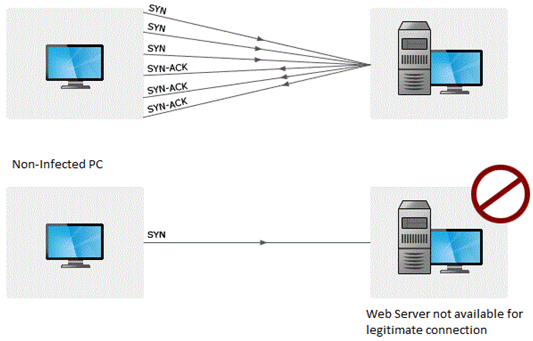 SYN
SYN
SYN
SYN-ACK
SYN-ACK
SYN-ACK
Non-Infected PC
SYN
Web Server not available for
legitimate connection